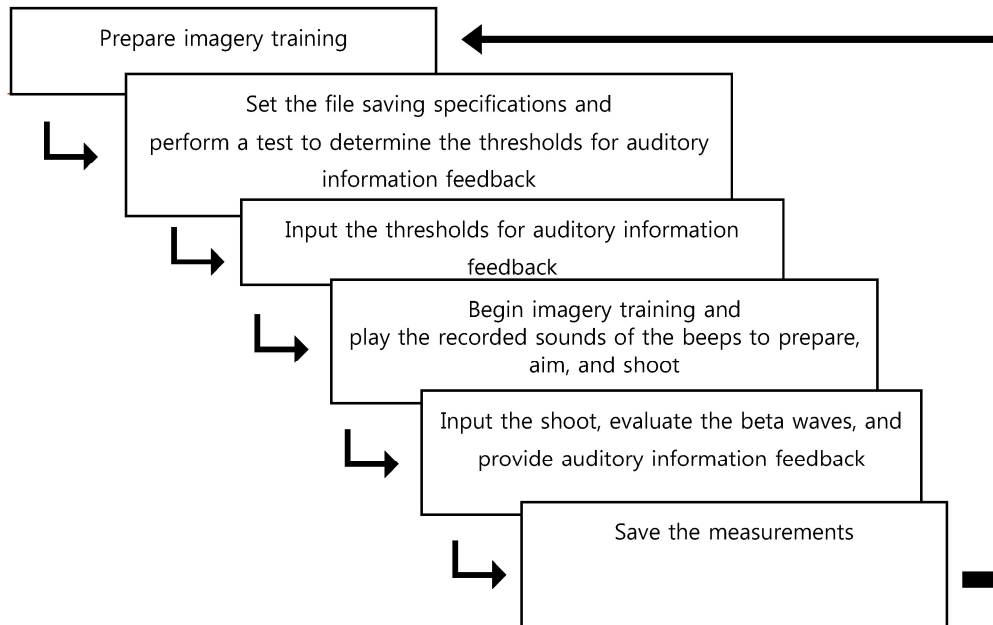 Prepare imagery training
Set the file saving specifications and
perform a test to determine the thresholds for auditory
information feedback
Input the thresholds for auditory information
feedback
Begin imagery training and
play the recorded sounds of the beeps to prepare,
aim, and shoot
Input the shoot, evaluate the beta waves, and
provide auditory information feedback
Save the measurements